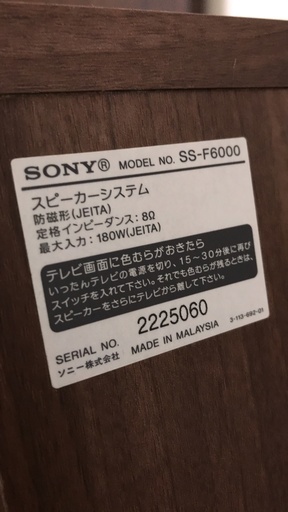 SONY® MODEL NO. SS-F6000
スピーカーシステム
防磁形(JEITA)
定格インピーダンス: 8Ω
最大入力: 180W(JEITA)
テレビ画面に色むらがおきたら
いったんテレビの電源を切り、15~30分後に再び
スイッチを入れて下さい。それでも色むらが残るときは、
スピーカーをさらにテレビから離して下さい。
SERIAL NO. 2225060
ソニー株式会社 MADE IN MALAYSIA
3-112-692-01